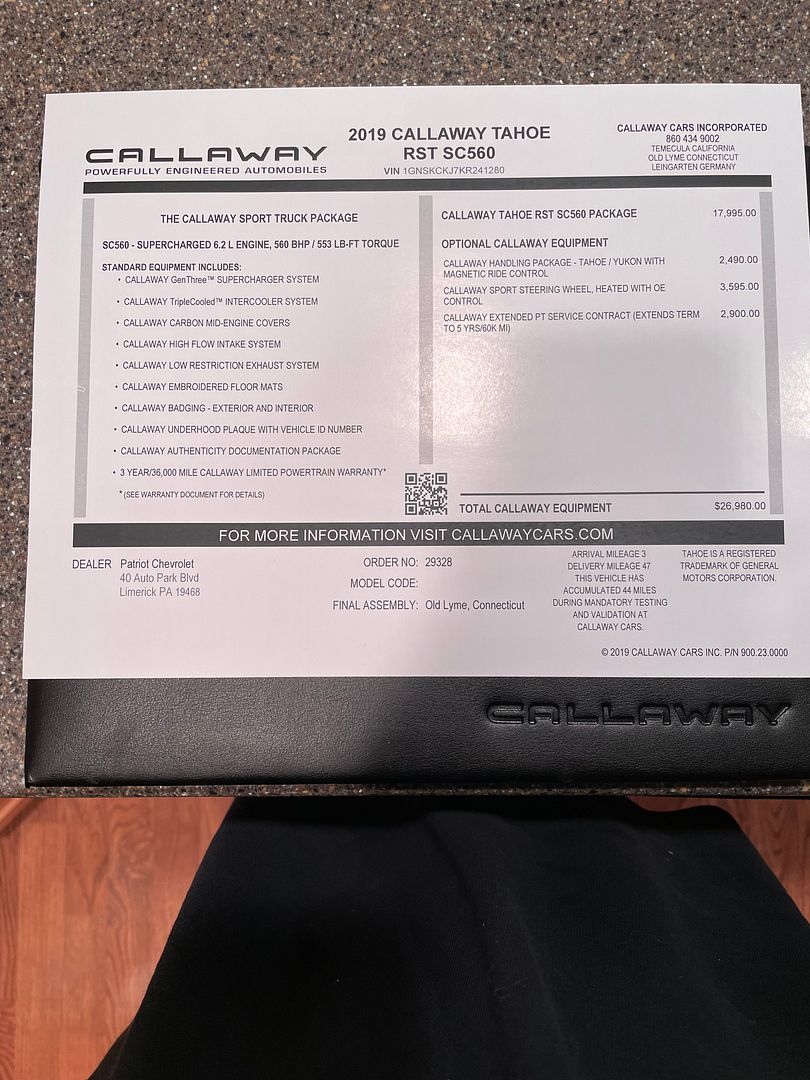 CALLAWAY
POWERFULLY ENGINEERED AUTOMOBILES
2019 CALLAWAY TAHOE
RST SC560
VIN 1GNSKCKJ7KR241280
CALLAWAY CARS INCORPORATED
860 434 9002
TEMECULA CALIFORNIA
OLD LYME CONNECTICUT
LEINGARTEN GERMANY
THE CALLAWAY SPORT TRUCK PACKAGE
SC560 - SUPERCHARGED 6.2 L ENGINE, 560 BHP / 553 LB-FT TORQUE
STANDARD EQUIPMENT INCLUDES:
• CALLAWAY GenThree™ SUPERCHARGER SYSTEM
• CALLAWAY TripleCooled™ INTERCOOLER SYSTEM
• CALLAWAY CARBON MID-ENGINE COVERS
• CALLAWAY HIGH FLOW INTAKE SYSTEM
• CALLAWAY LOW RESTRICTION EXHAUST SYSTEM
• CALLAWAY EMBROIDERED FLOOR MATS
• CALLAWAY BADGING - EXTERIOR AND INTERIOR
• CALLAWAY UNDERHOOD PLAQUE WITH VEHICLE ID NUMBER
• CALLAWAY AUTHENTICITY DOCUMENTATION PACKAGE
• 3 YEAR/36,000 MILE CALLAWAY LIMITED POWERTRAIN WARRANTY*
* (SEE WARRANTY DOCUMENT FOR DETAILS)
CALLAWAY TAHOE RST SC560 PACKAGE 17,995.00
OPTIONAL CALLAWAY EQUIPMENT
CALLAWAY HANDLING PACKAGE - TAHOE / YUKON WITH 2,490.00
MAGNETIC RIDE CONTROL
CALLAWAY SPORT STEERING WHEEL, HEATED WITH OE 3,595.00
CONTROL
CALLAWAY EXTENDED PT SERVICE CONTRACT (EXTENDS TERM 2,900.00
TO 5 YRS/60K MI)
TOTAL CALLAWAY EQUIPMENT $26,980.00
FOR MORE INFORMATION VISIT CALLAWAYCARS.COM
DEALER Patriot Chevrolet
40 Auto Park Blvd
Limerick PA 19468
ORDER NO: 29328
MODEL CODE:
FINAL ASSEMBLY: Old Lyme, Connecticut
ARRIVAL MILEAGE 3
DELIVERY MILEAGE 47
THIS VEHICLE HAS
ACCUMULATED 44 MILES
DURING MANDATORY TESTING
AND VALIDATION AT
CALLAWAY CARS.
TAHOE IS A REGISTERED
TRADEMARK OF GENERAL
MOTORS CORPORATION.
© 2019 CALLAWAY CARS INC. P/N 900.23.0000
CALLAWAY